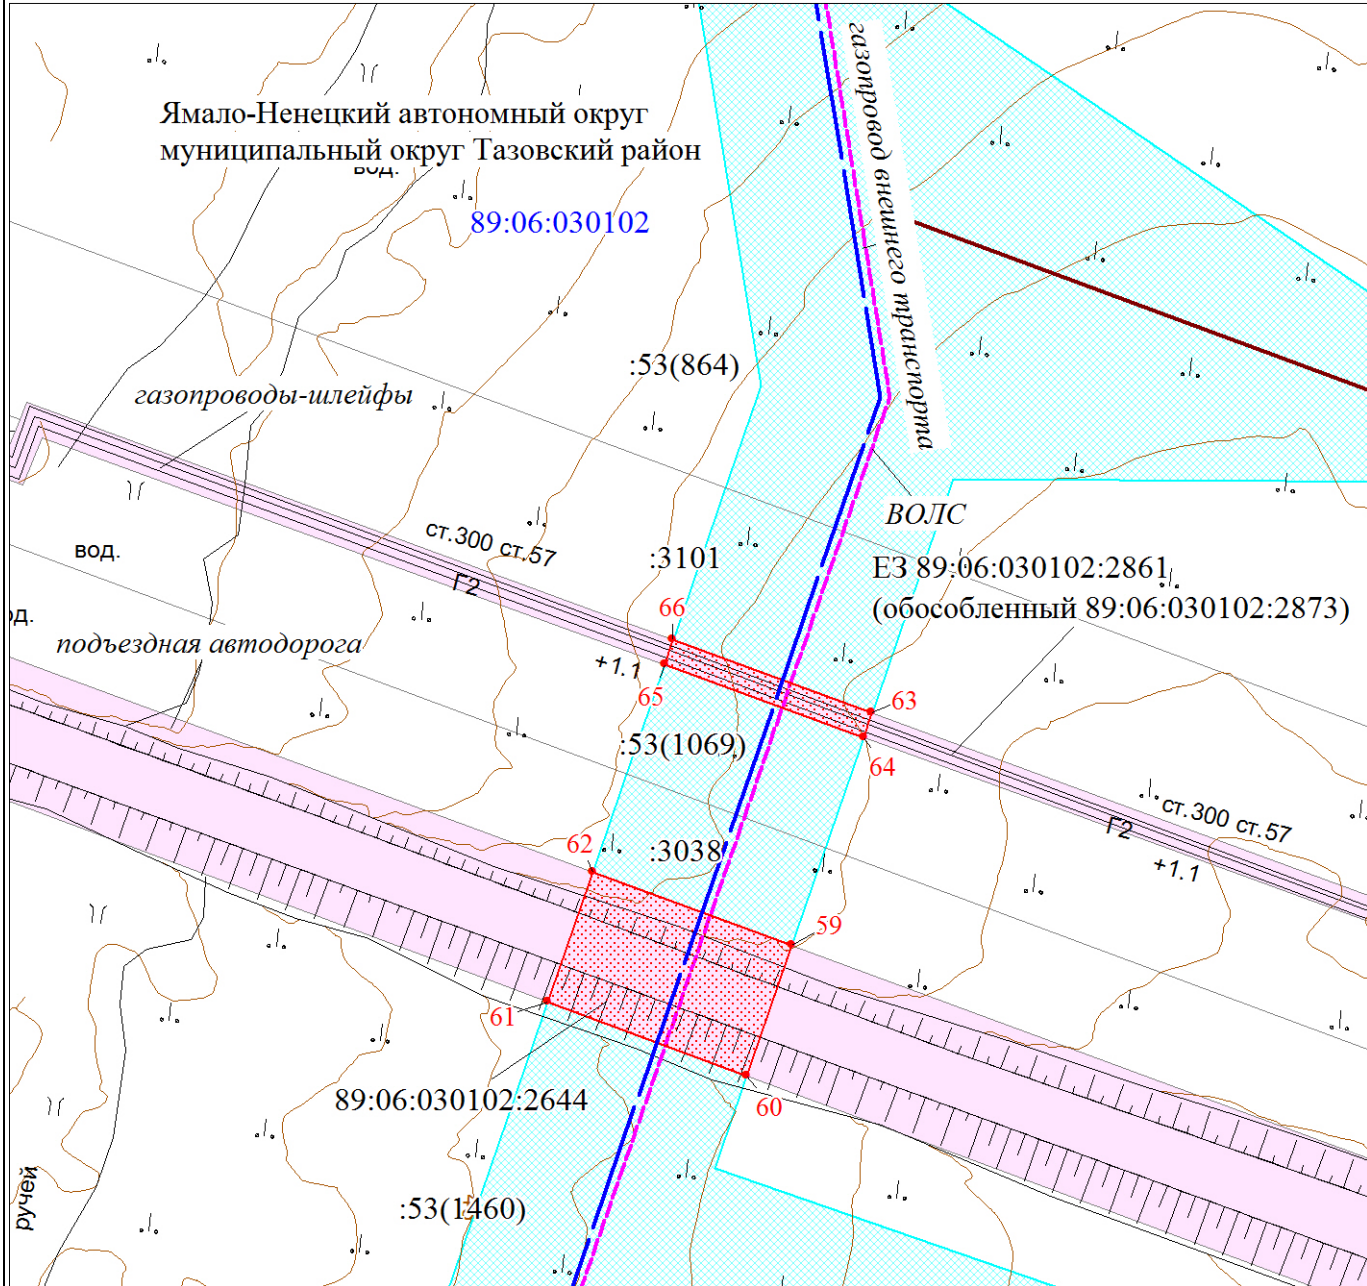 Ямало-Ненецкий автономный округ
муниципальный округ Тазовский район
вод.
89:06:030102
газопровод внешнего транспорта
:53(864)
газопроводы-шлейфы
ВОЛС
ст.300 ст.57
вод.
:3101
ЕЗ 89:06:030102:2861
Г2
(обособленный 89:06:030102:2873)
66
подъездная автодорога
+1.1
65
63
:53(1069)
64
ст.300 ст.57
Г2
62
:3038
+1.1
59
61
89:06:030102:2644
60
ручей
:53(1460)